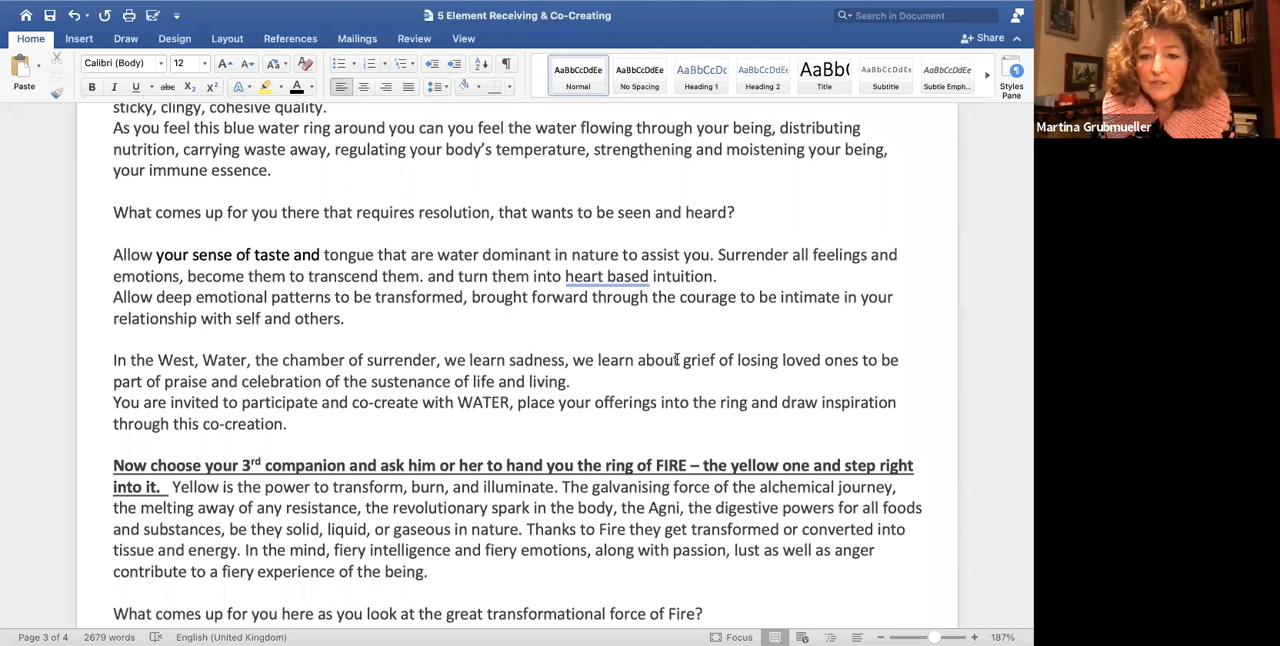 5 Element Receiving & Co-Creating
Search in Document
Home Insert Draw Design Layout References Mailings Review View
Share
Paste
Calibri (Body) 12
B I U abc X₂ X² A A
AaBbCcDdEe AaBbCcDdEe AaBbCcDc AaBbCcDdEe AaBb( AaBbCcDdEe AaBbCcDdEe
Normal No Spacing Heading 1 Heading 2 Title Subtitle Subtle Emph...
Styles
Pane
Martina Grubmueller
sticky, clingy, cohesive quality.
As you feel this blue water ring around you can you feel the water flowing through your being, distributing
nutrition, carrying waste away, regulating your body's temperature, strengthening and moistening your being,
your immune essence.
What comes up for you there that requires resolution, that wants to be seen and heard?
Allow your sense of taste and tongue that are water dominant in nature to assist you. Surrender all feelings and
emotions, become them to transcend them. and turn them into heart based intuition.
Allow deep emotional patterns to be transformed, brought forward through the courage to be intimate in your
relationship with self and others.
In the West, Water, the chamber of surrender, we learn sadness, we learn about grief of losing loved ones to be
part of praise and celebration of the sustenance of life and living.
You are invited to participate and co-create with WATER, place your offerings into the ring and draw inspiration
through this co-creation.
Now choose your 3rd companion and ask him or her to hand you the ring of FIRE – the yellow one and step right
into it. Yellow is the power to transform, burn, and illuminate. The galvanising force of the alchemical journey,
the melting away of any resistance, the revolutionary spark in the body, the Agni, the digestive powers for all foods
and substances, be they solid, liquid, or gaseous in nature. Thanks to Fire they get transformed or converted into
tissue and energy. In the mind, fiery intelligence and fiery emotions, along with passion, lust as well as anger
contribute to a fiery experience of the being.
What comes up for you here as you look at the great transformational force of Fire?
Page 3 of 4 2679 words English (United Kingdom) Focus 187%